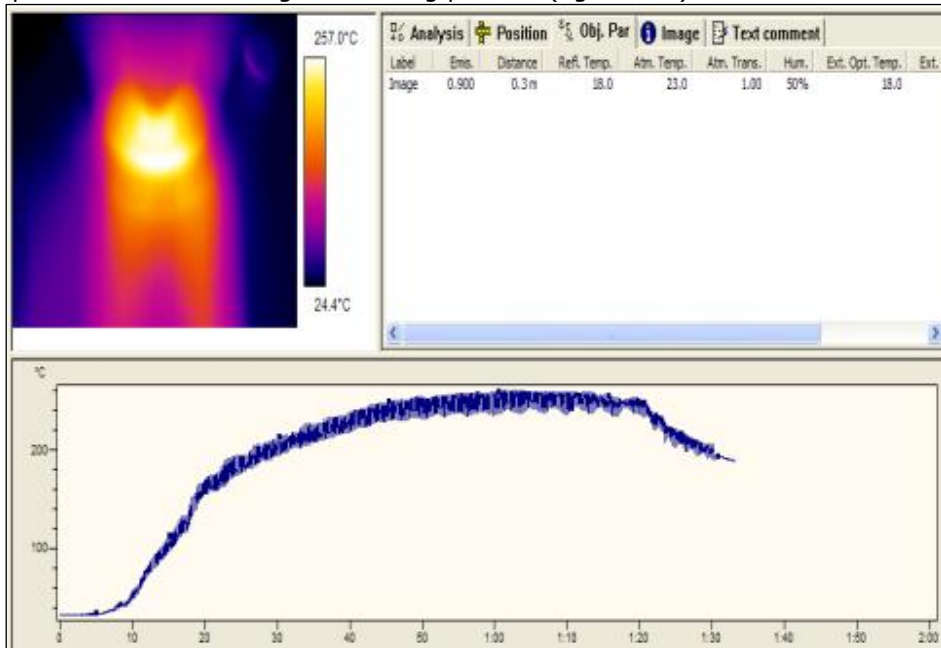 257.0°C
24.4°C
Analysis Position Obj. Par Image Text comment
Label Emis. Distance Refl. Temp. Atm. Temp. Atm. Trans. Hum. Ext. Opt. Temp. Ext.
Image 0.900 0.3 m 18.0 23.0 1.00 50% 18.0
°C
200
100
0 10 20 30 40 50 1:00 1:10 1:20 1:30 1:40 1:50 2:00